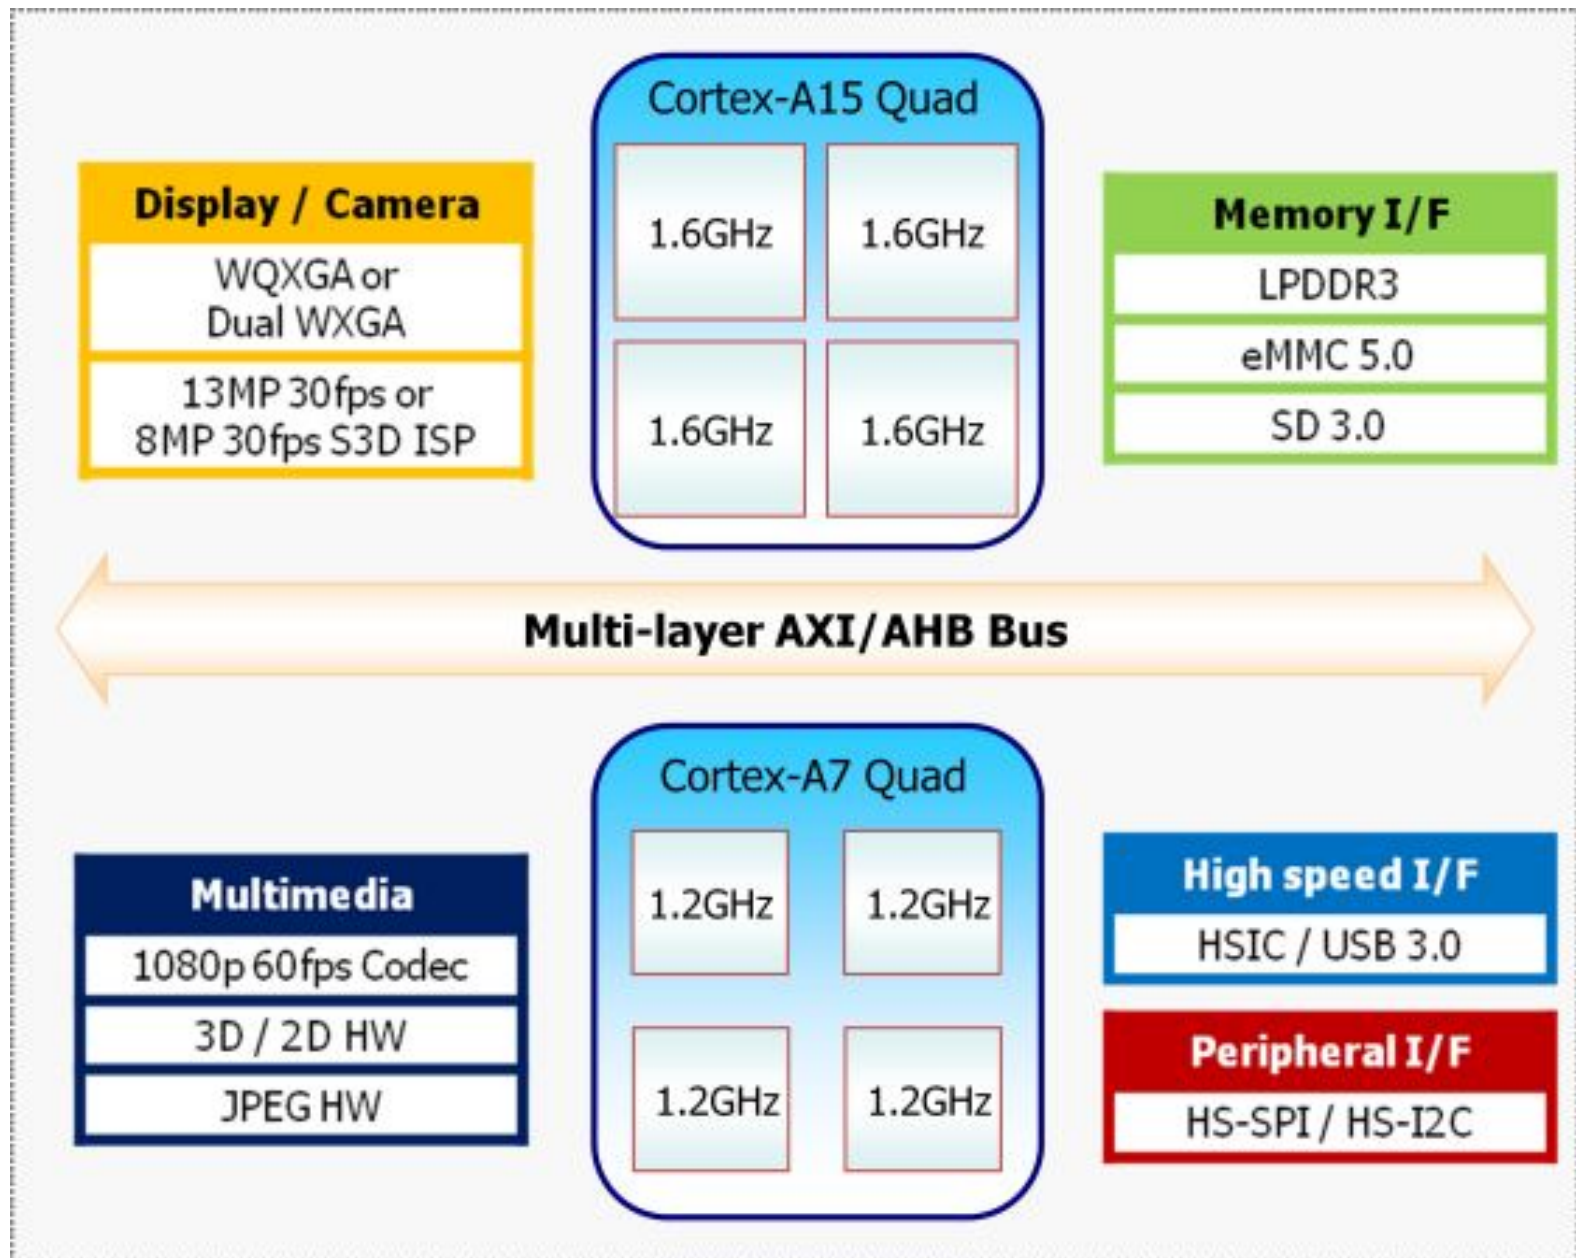 Cortex-A15 Quad
1.6GHz 1.6GHz
1.6GHz 1.6GHz
Display / Camera
WQXGA or
Dual WXGA
13MP 30fps or
8MP 30fps S3D ISP
Memory I/F
LPDDR3
eMMC 5.0
SD 3.0
Multi-layer AXI/AHB Bus
Cortex-A7 Quad
1.2GHz 1.2GHz
1.2GHz 1.2GHz
Multimedia
1080p 60fps Codec
3D / 2D HW
JPEG HW
High speed I/F
HSIC / USB 3.0
Peripheral I/F
HS-SPI / HS-I2C